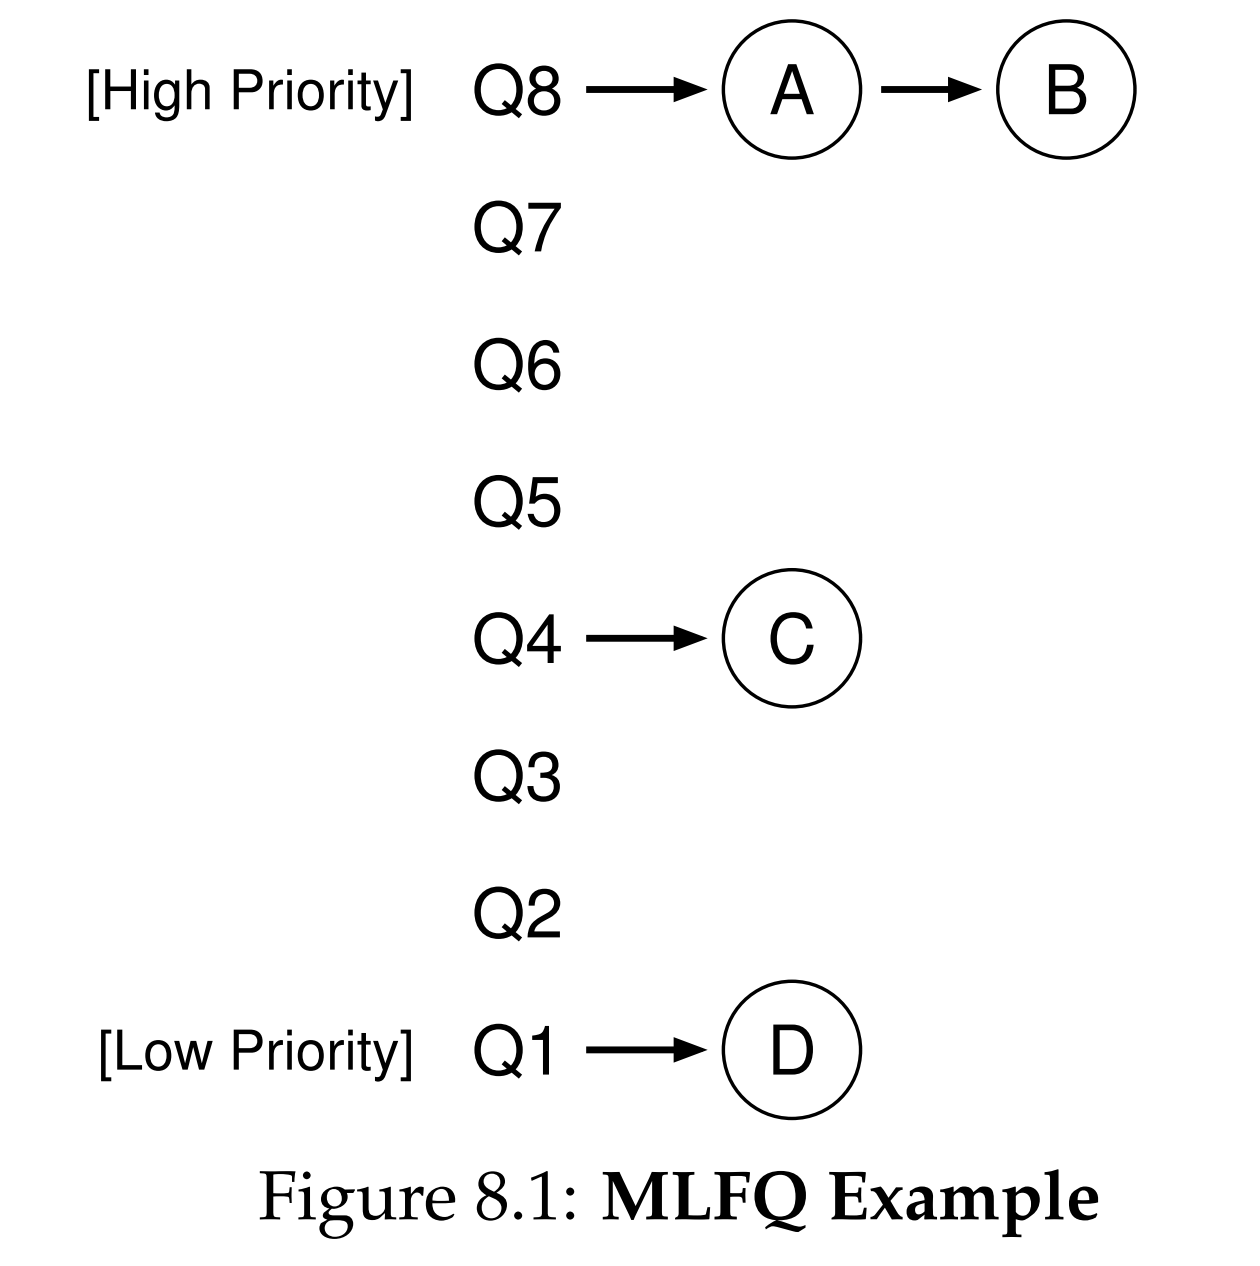 [High Priority] Q8 A B
Q7
Q6
Q5
Q4 C
Q3
Q2
[Low Priority] Q1 D
Figure 8.1: MLFQ Example